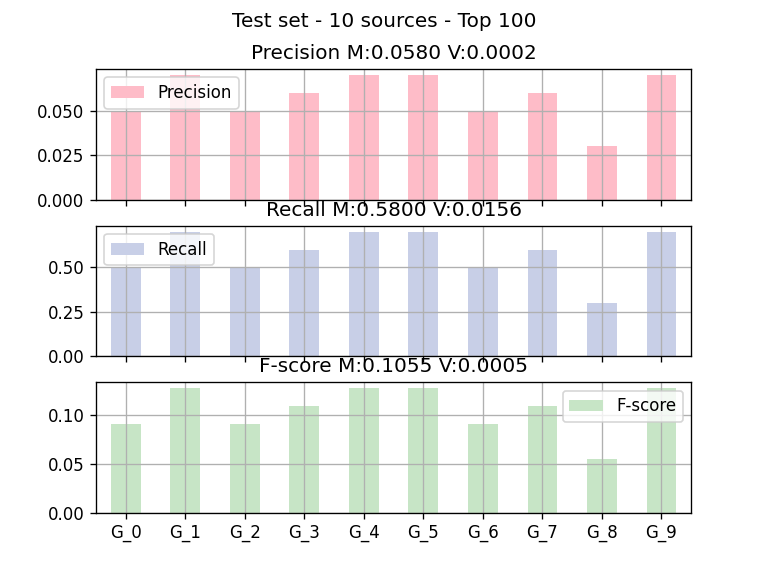 Test set - 10 sources - Top 100
Precision M:0.0580 V:0.0002
Precision
0.050
0.025
0.000
Recall M:0.5800 V:0.0156
Recall
0.50
0.25
0.00
F-score M:0.1055 V:0.0005
F-score
0.10
0.05
0.00
G_0 G_1 G_2 G_3 G_4 G_5 G_6 G_7 G_8 G_9